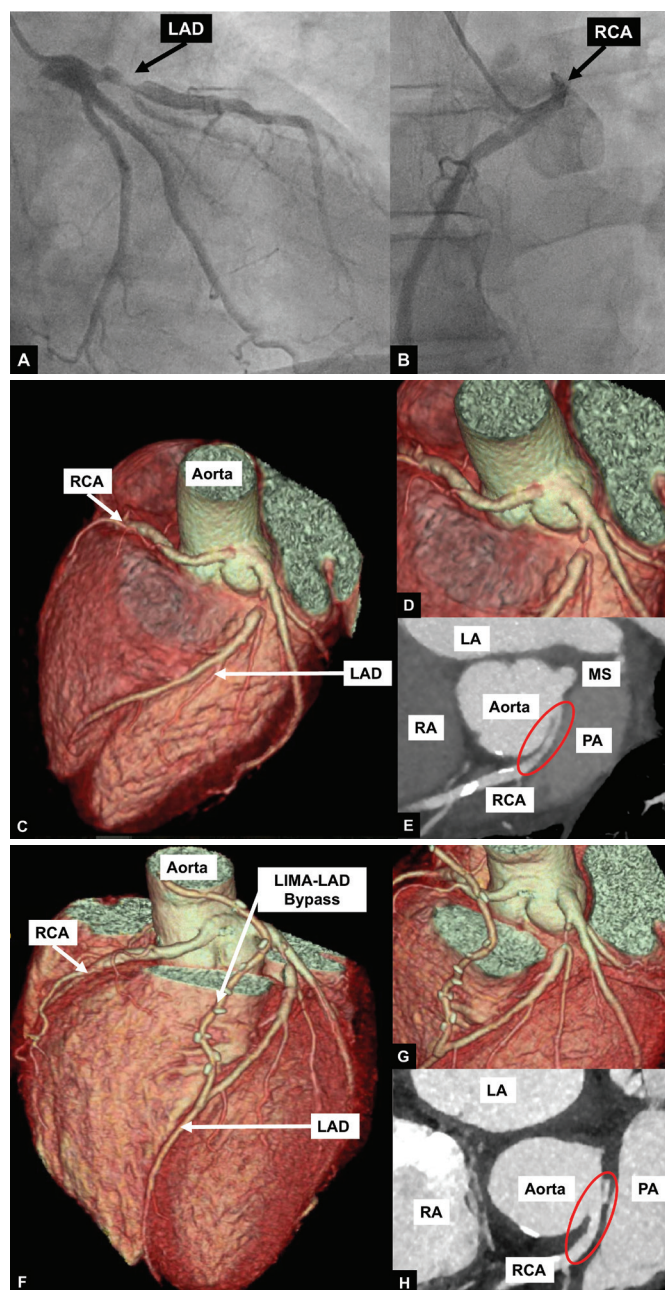 LAD
A
RCA
B
RCA
Aorta
LAD
C
D
LA
MS
Aorta
RA
PA
RCA
E
Aorta
LIMA-LAD
Bypass
RCA
LAD
F
G
LA
PA
Aorta
RA
RCA
H